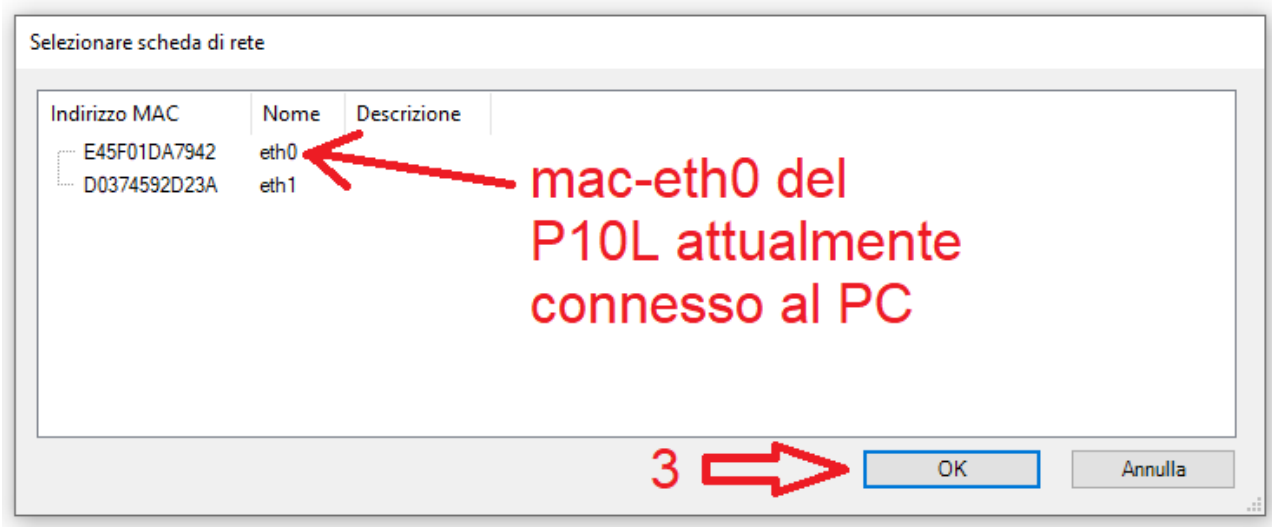 Selezionare scheda di rete
Indirizzo MAC Nome Descrizione
E45F01DA7942 eth0
D0374592D23A eth1
mac-eth0 del
P10L attualmente
connesso al PC
3 OK Annulla